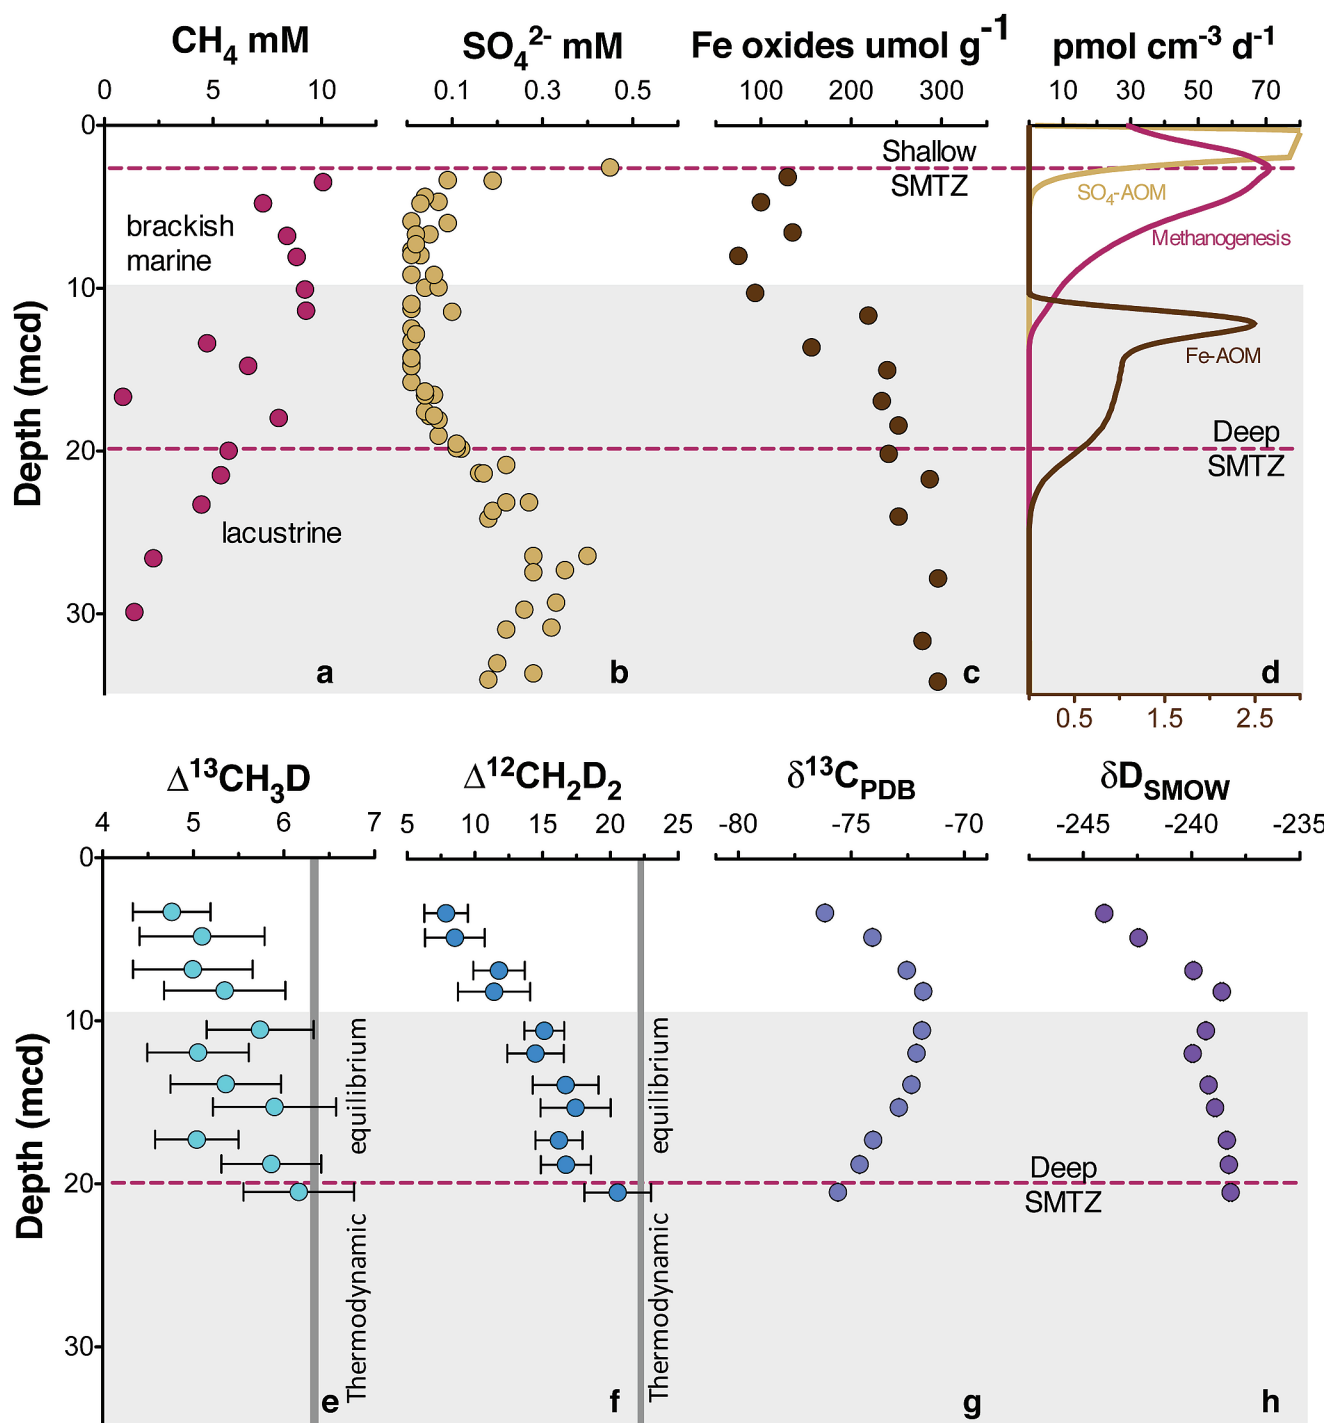 CH4 mM
SO4²⁻ mM
Fe oxides umol g⁻¹
pmol cm⁻³ d⁻¹
0 5 10
0.1 0.3 0.5
100 200 300
10 30 50 70
0
10
20
30
Depth (mcd)
brackish
marine
lacustrine
Shallow
SMTZ
SO4-AOM
Methanogenesis
Fe-AOM
Deep
SMTZ
a
b
c
d
0.5 1.5 2.5
Δ¹³CH3D
Δ¹²CH2D2
δ¹³CPDB
δDSMOW
4 5 6 7
5 10 15 20 25
-80 -75 -70
-245 -240 -235
0
10
20
30
Depth (mcd)
Thermodynamic equilibrium
Thermodynamic equilibrium
Deep
SMTZ
e
f
g
h